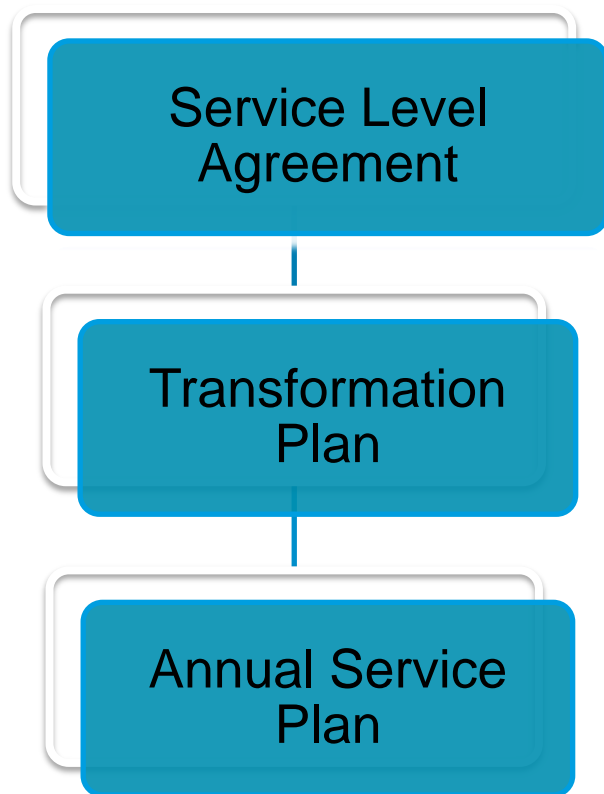 Service Level
Agreement
Transformation
Plan
Annual Service
Plan